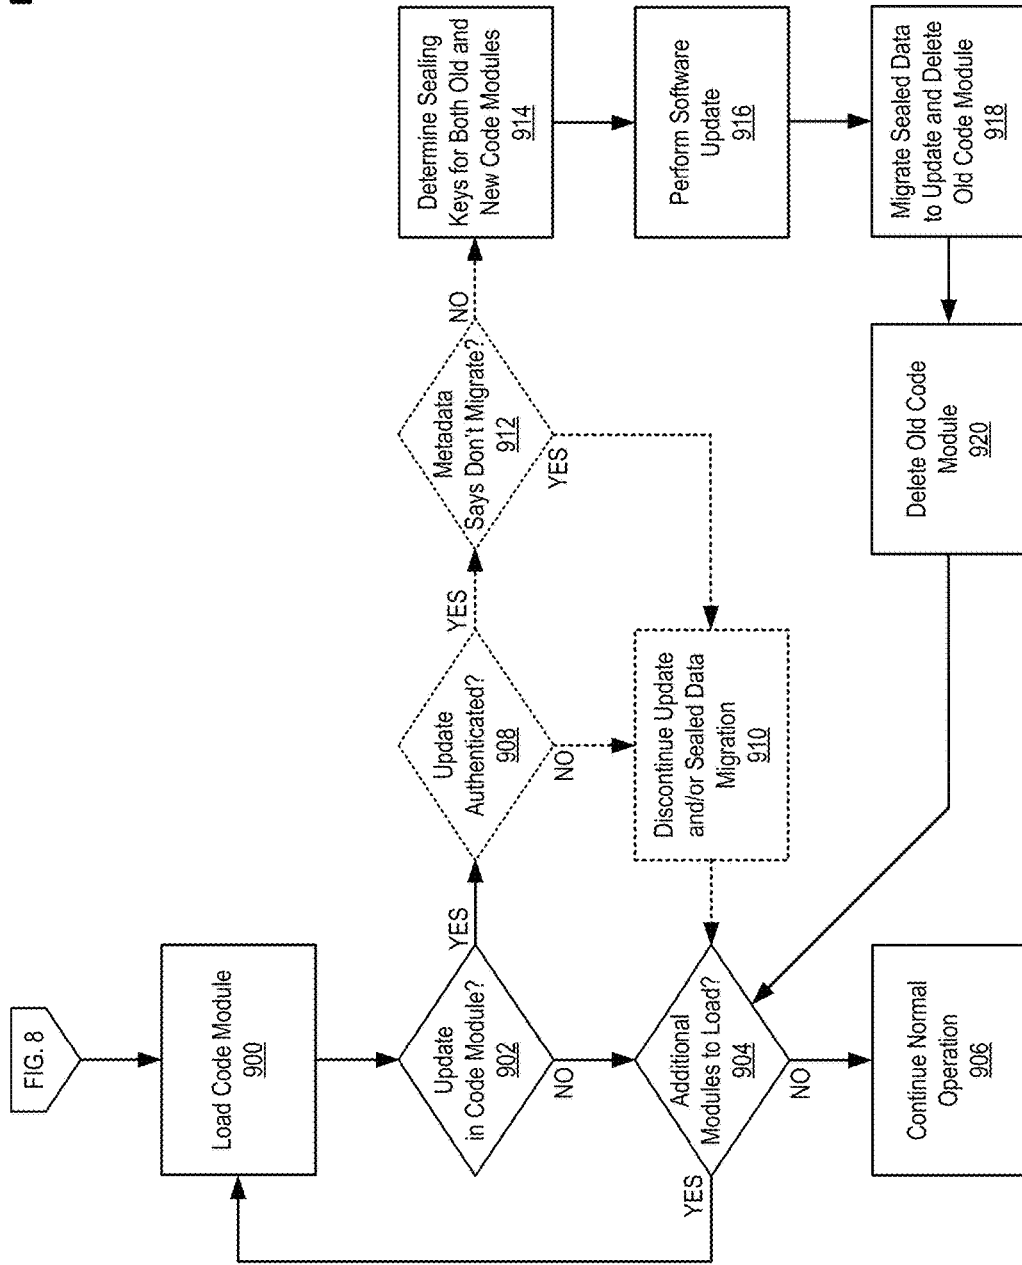 FIG. 8
Load Code Module
900
Update
in Code Module?
902
YES
NO
Additional
Modules to Load?
904
YES
NO
Continue Normal
Operation
906
Update
Authenticated?
908
YES
NO
Discontinue Update
and/or Sealed Data
Migration
910
Metadata
Says Don't Migrate?
912
NO
YES
Determine Sealing
Keys for Both Old and
New Code Modules
914
Perform Software
Update
916
Migrate Sealed Data
to Update and Delete
Old Code Module
918
Delete Old Code
Module
920